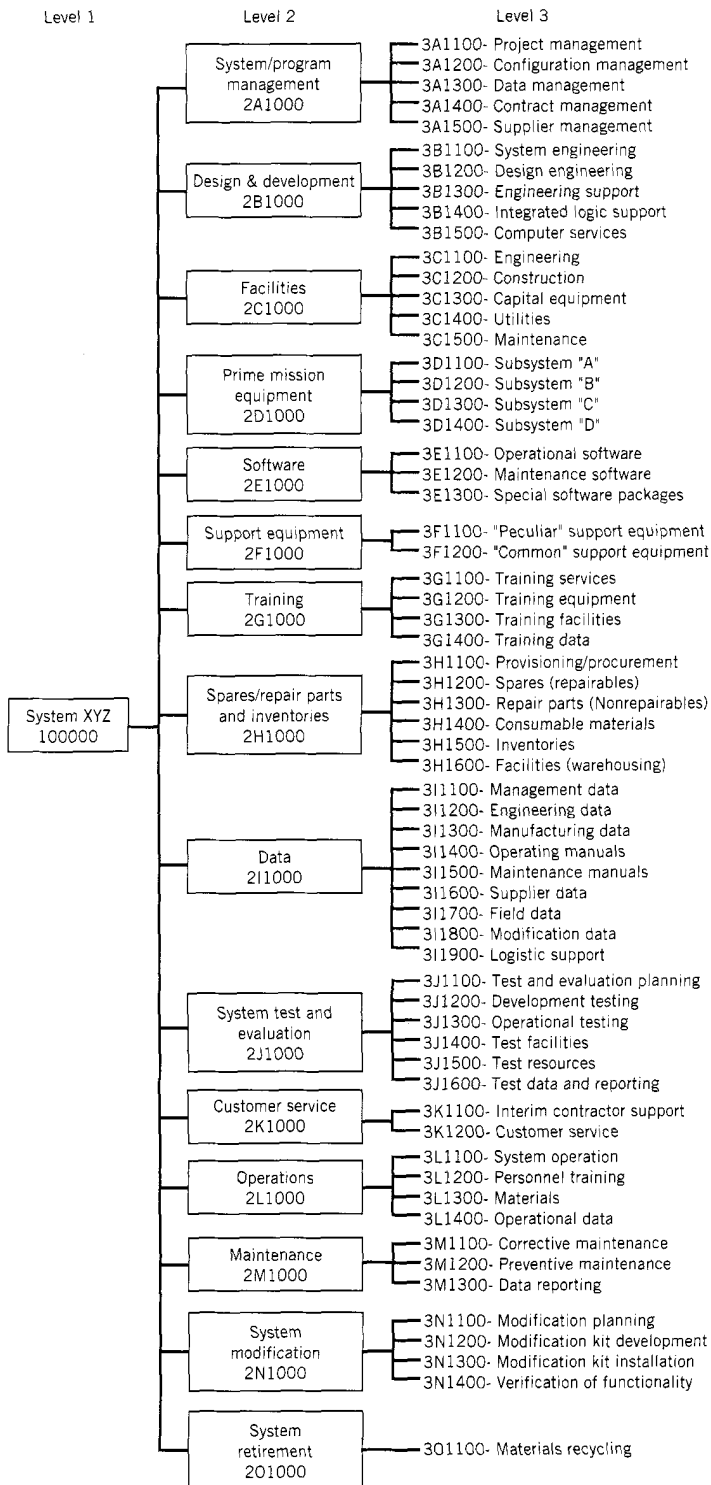 Level 1
Level 2
Level 3
System/program
management
2A1000
3A1100- Project management
3A1200- Configuration management
3A1300- Data management
3A1400- Contract management
3A1500- Supplier management
Design & development
2B1000
3B1100- System engineering
3B1200- Design engineering
3B1300- Engineering support
3B1400- Integrated logic support
3B1500- Computer services
Facilities
2C1000
3C1100- Engineering
3C1200- Construction
3C1300- Capital equipment
3C1400- Utilities
3C1500- Maintenance
Prime mission
equipment
2D1000
3D1100- Subsystem "A"
3D1200- Subsystem "B"
3D1300- Subsystem "C"
3D1400- Subsystem "D"
Software
2E1000
3E1100- Operational software
3E1200- Maintenance software
3E1300- Special software packages
Support equipment
2F1000
3F1100- "Peculiar" support equipment
3F1200- "Common" support equipment
Training
2G1000
3G1100- Training services
3G1200- Training equipment
3G1300- Training facilities
3G1400- Training data
System XYZ
100000
Spares/repair parts
and inventories
2H1000
3H1100- Provisioning/procurement
3H1200- Spares (repairables)
3H1300- Repair parts (Nonrepairables)
3H1400- Consumable materials
3H1500- Inventories
3H1600- Facilities (warehousing)
Data
2I1000
3I1100- Management data
3I1200- Engineering data
3I1300- Manufacturing data
3I1400- Operating manuals
3I1500- Maintenance manuals
3I1600- Supplier data
3I1700- Field data
3I1800- Modification data
3I1900- Logistic support
System test and
evaluation
2J1000
3J1100- Test and evaluation planning
3J1200- Development testing
3J1300- Operational testing
3J1400- Test facilities
3J1500- Test resources
3J1600- Test data and reporting
Customer service
2K1000
3K1100- Interim contractor support
3K1200- Customer service
Operations
2L1000
3L1100- System operation
3L1200- Personnel training
3L1300- Materials
3L1400- Operational data
Maintenance
2M1000
3M1100- Corrective maintenance
3M1200- Preventive maintenance
3M1300- Data reporting
System
modification
2N1000
3N1100- Modification planning
3N1200- Modification kit development
3N1300- Modification kit installation
3N1400- Verification of functionality
System
retirement
2O1000
3O1100- Materials recycling